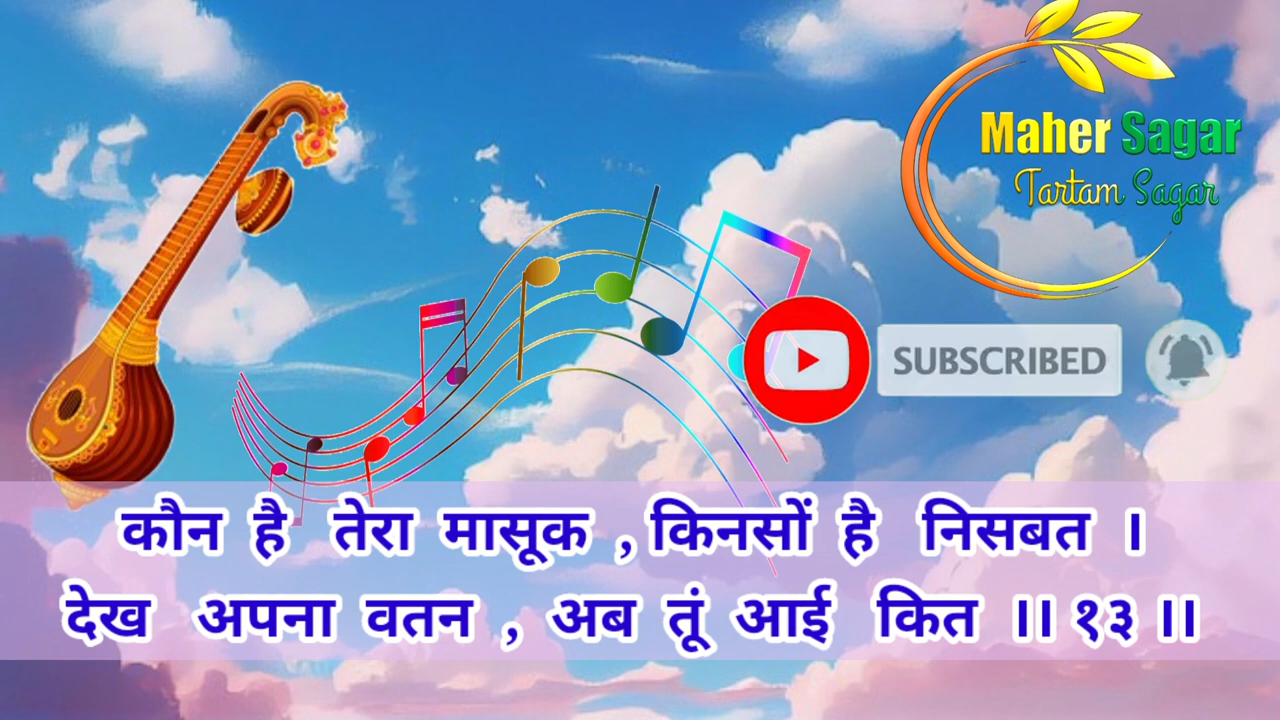 Maher Sagar
Tartam Sagar
SUBSCRIBED
कौन है तेरा मासूक , किनसों है निसबत ।
देख अपना वतन , अब तूं आई कित ।। १३ ।।